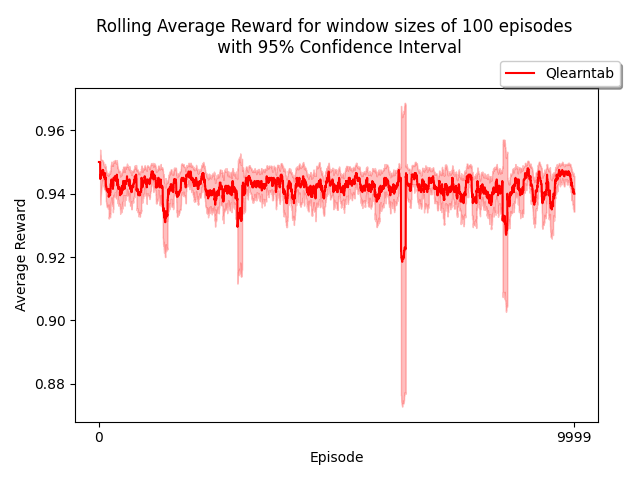 Rolling Average Reward for window sizes of 100 episodes
with 95% Confidence Interval
Qlearntab
0.96
0.94
0.92
0.90
0.88
Average Reward
0
9999
Episode